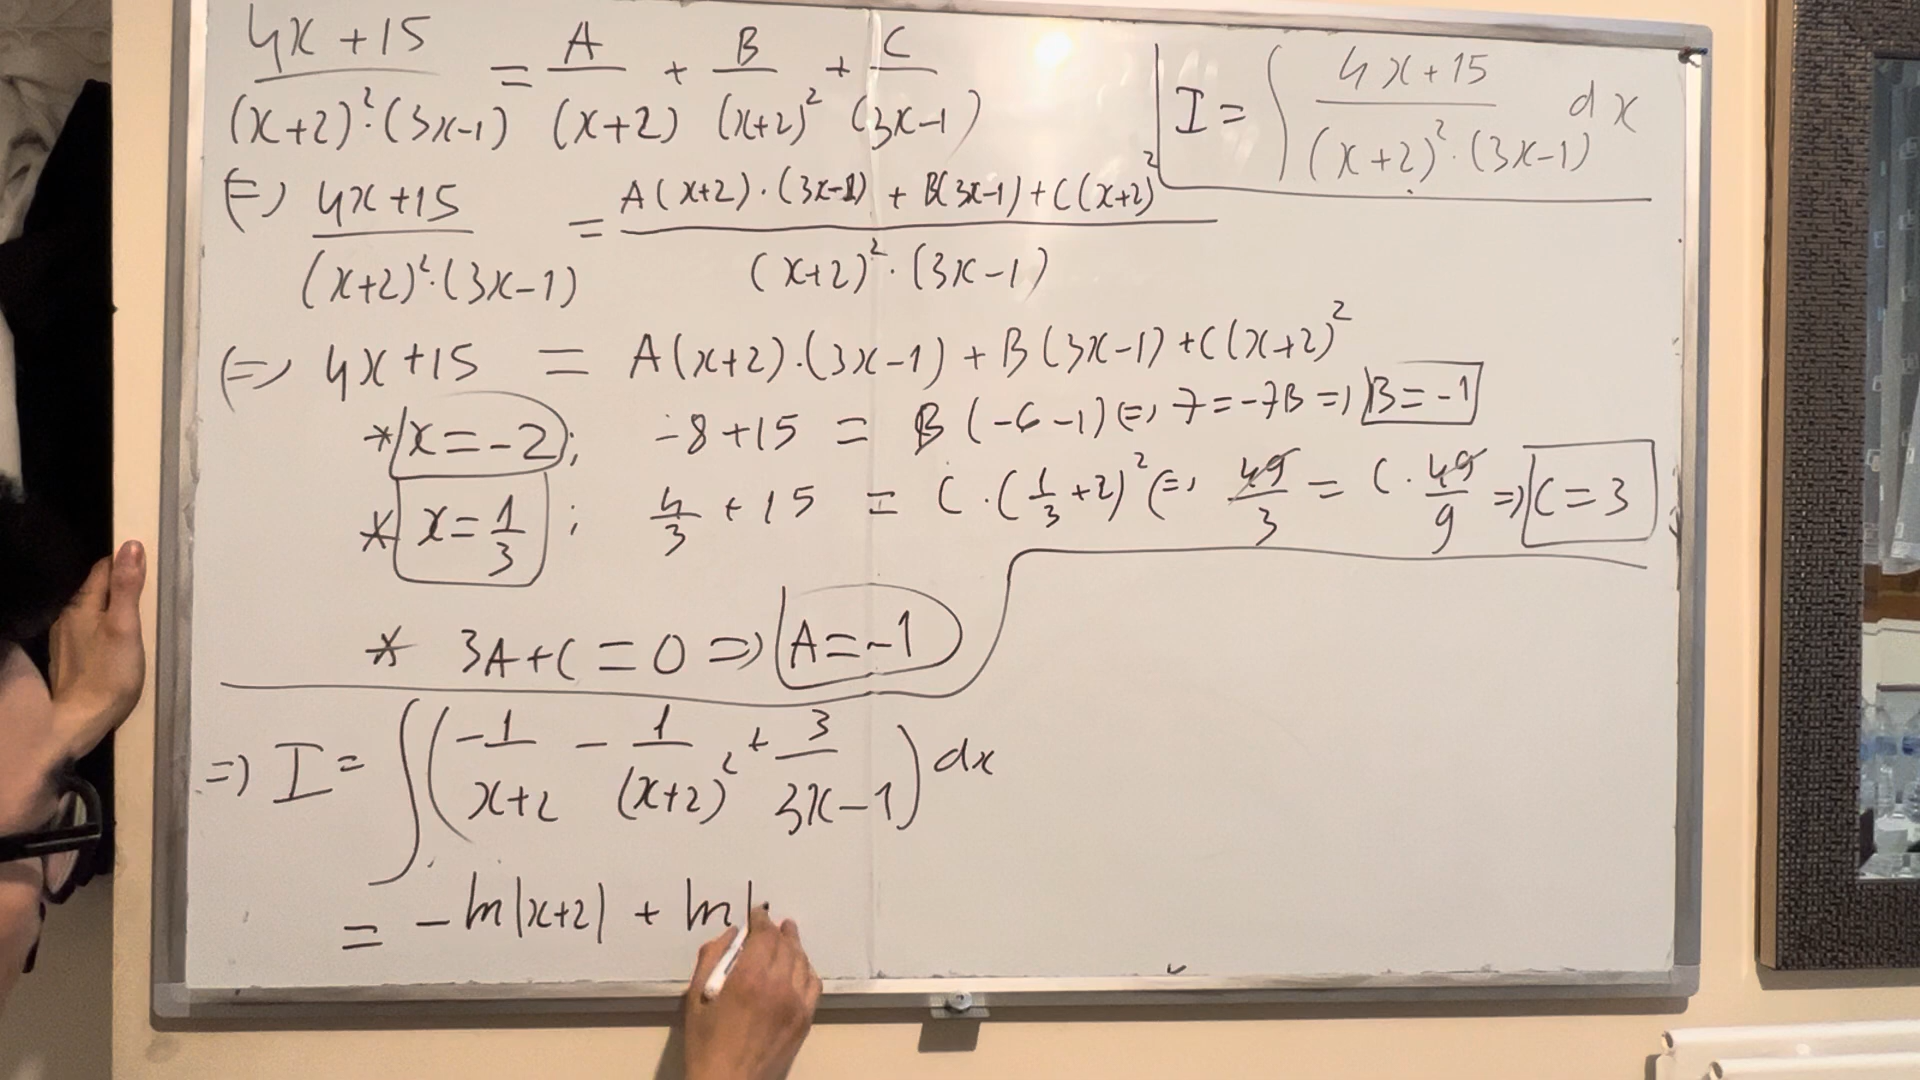 4x+15 / (x+2)²·(3x-1) = A / (x+2) + B / (x+2)² + C / (3x-1)
I = ∫ 4x+15 / (x+2)²·(3x-1) dx
(=) 4x+15 / (x+2)²·(3x-1) = A(x+2)·(3x-1) + B(3x-1) + C(x+2)² / (x+2)²·(3x-1)
(=) 4x+15 = A(x+2)·(3x-1) + B(3x-1) + C(x+2)²
* x=-2; -8+15 = B(-6-1) (=) 7=-7B => B=-1
* x=1/3; 4/3 + 15 = C·(1/3+2)² (=) 49/3 = C·49/9 => C=3
* 3A+C=0 => A=-1
=) I = ∫(-1/x+2 - 1/(x+2)² + 3/3x-1) dx
= -ln|x+2| + ln|